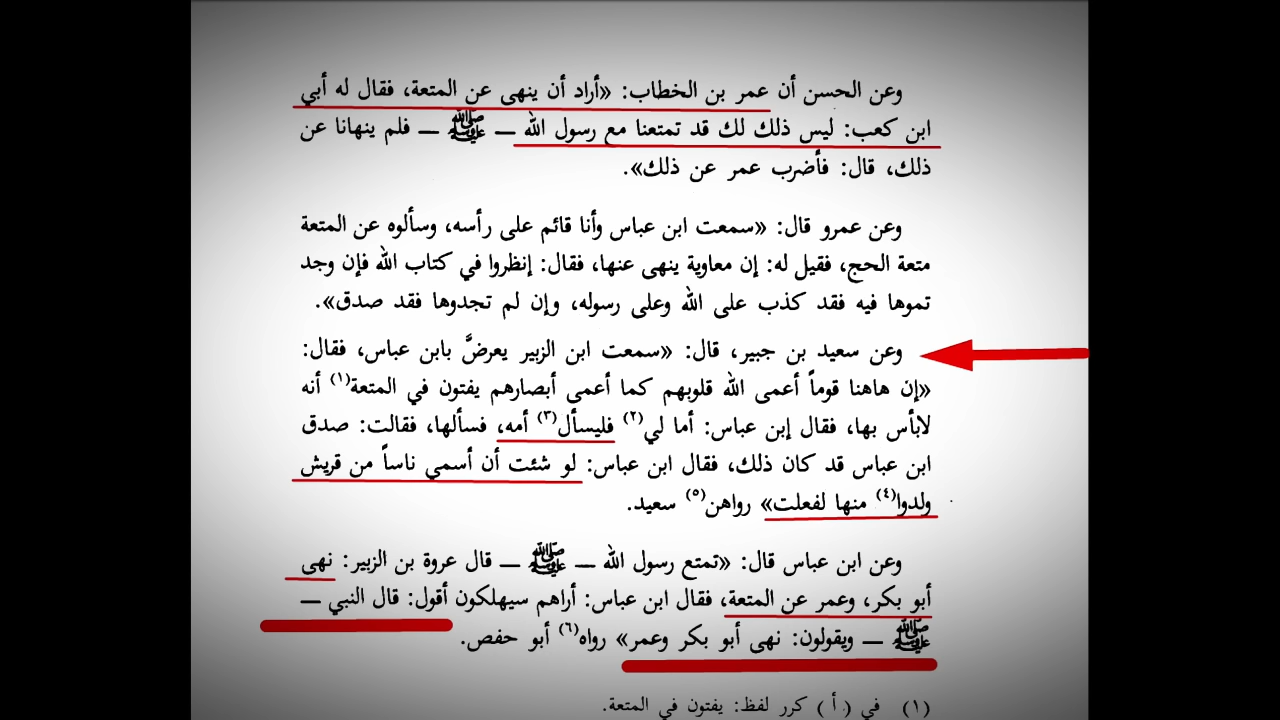 وعن الحسن أن عمر بن الخطاب: «أراد أن ينهى عن المتعة، فقال له أبي
ابن كعب: ليس ذلك لك قد تمتعنا مع رسول الله — ﷺ — فلم ينهانا عن
ذلك، قال: فأضرب عمر عن ذلك».
وعن عمرو قال: «سمعت ابن عباس وأنا قائم على رأسه، وسألوه عن المتعة
متعة الحج، فقيل له: إن معاوية ينهى عنها، فقال: إنظروا في كتاب الله فإن وجد
تموها فيه فقد كذب على الله وعلى رسوله، وإن لم تجدوها فقد صدق».
وعن سعيد بن جبير، قال: «سمعت ابن الزبير يعرضَّ بابن عباس، فقال:
«إن هاهنا قوماً أعمى الله قلوبهم كما أعمى أبصارهم يفتون في المتعة(١) أنه
لابأس بها، فقال إبن عباس: أما لي(٢) فليسأل(٣) أمه، فسألها، فقالت: صدق
ابن عباس قد كان ذلك، فقال ابن عباس: لو شئت أن أسمي ناساً من قريش
ولدوا(٤) منها لفعلت» رواهن(٥) سعيد.
وعن ابن عباس قال: «تمتع رسول الله — ﷺ — قال عروة بن الزبير: نهى
أبو بكر، وعمر عن المتعة، فقال ابن عباس: أراهم سيهلكون أقول: قال النبي —
ﷺ — ويقولون: نهى أبو بكر وعمر» رواه(٦) أبو حفص.
(١) في (أ) كرر لفظ: يفتون في المتعة.